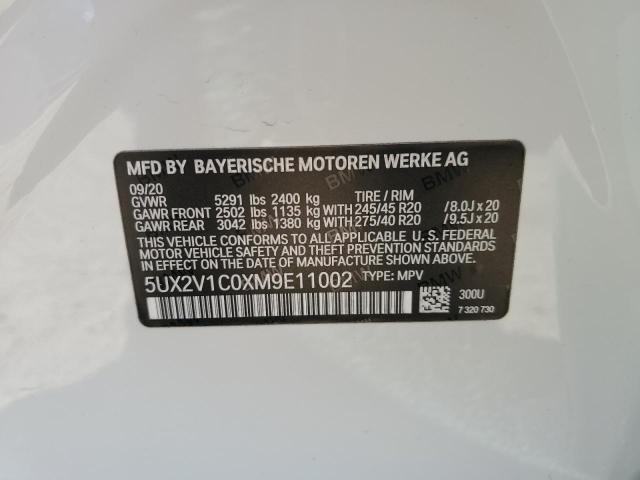 MFD BY BAYERISCHE MOTOREN WERKE AG
09/20
GVWR 5291 lbs 2400 kg TIRE / RIM
GAWR FRONT 2502 lbs 1135 kg WITH 245/45 R20 /8.0J x 20
GAWR REAR 3042 lbs 1380 kg WITH 275/40 R20 /9.5J x 20
THIS VEHICLE CONFORMS TO ALL APPLICABLE U.S. FEDERAL
MOTOR VEHICLE SAFETY AND THEFT PREVENTION STANDARDS
IN EFFECT ON THE DATE OF MANUFACTURE SHOWN ABOVE.
5UX2V1C0XM9E11002 TYPE: MPV
300U
7 320 730